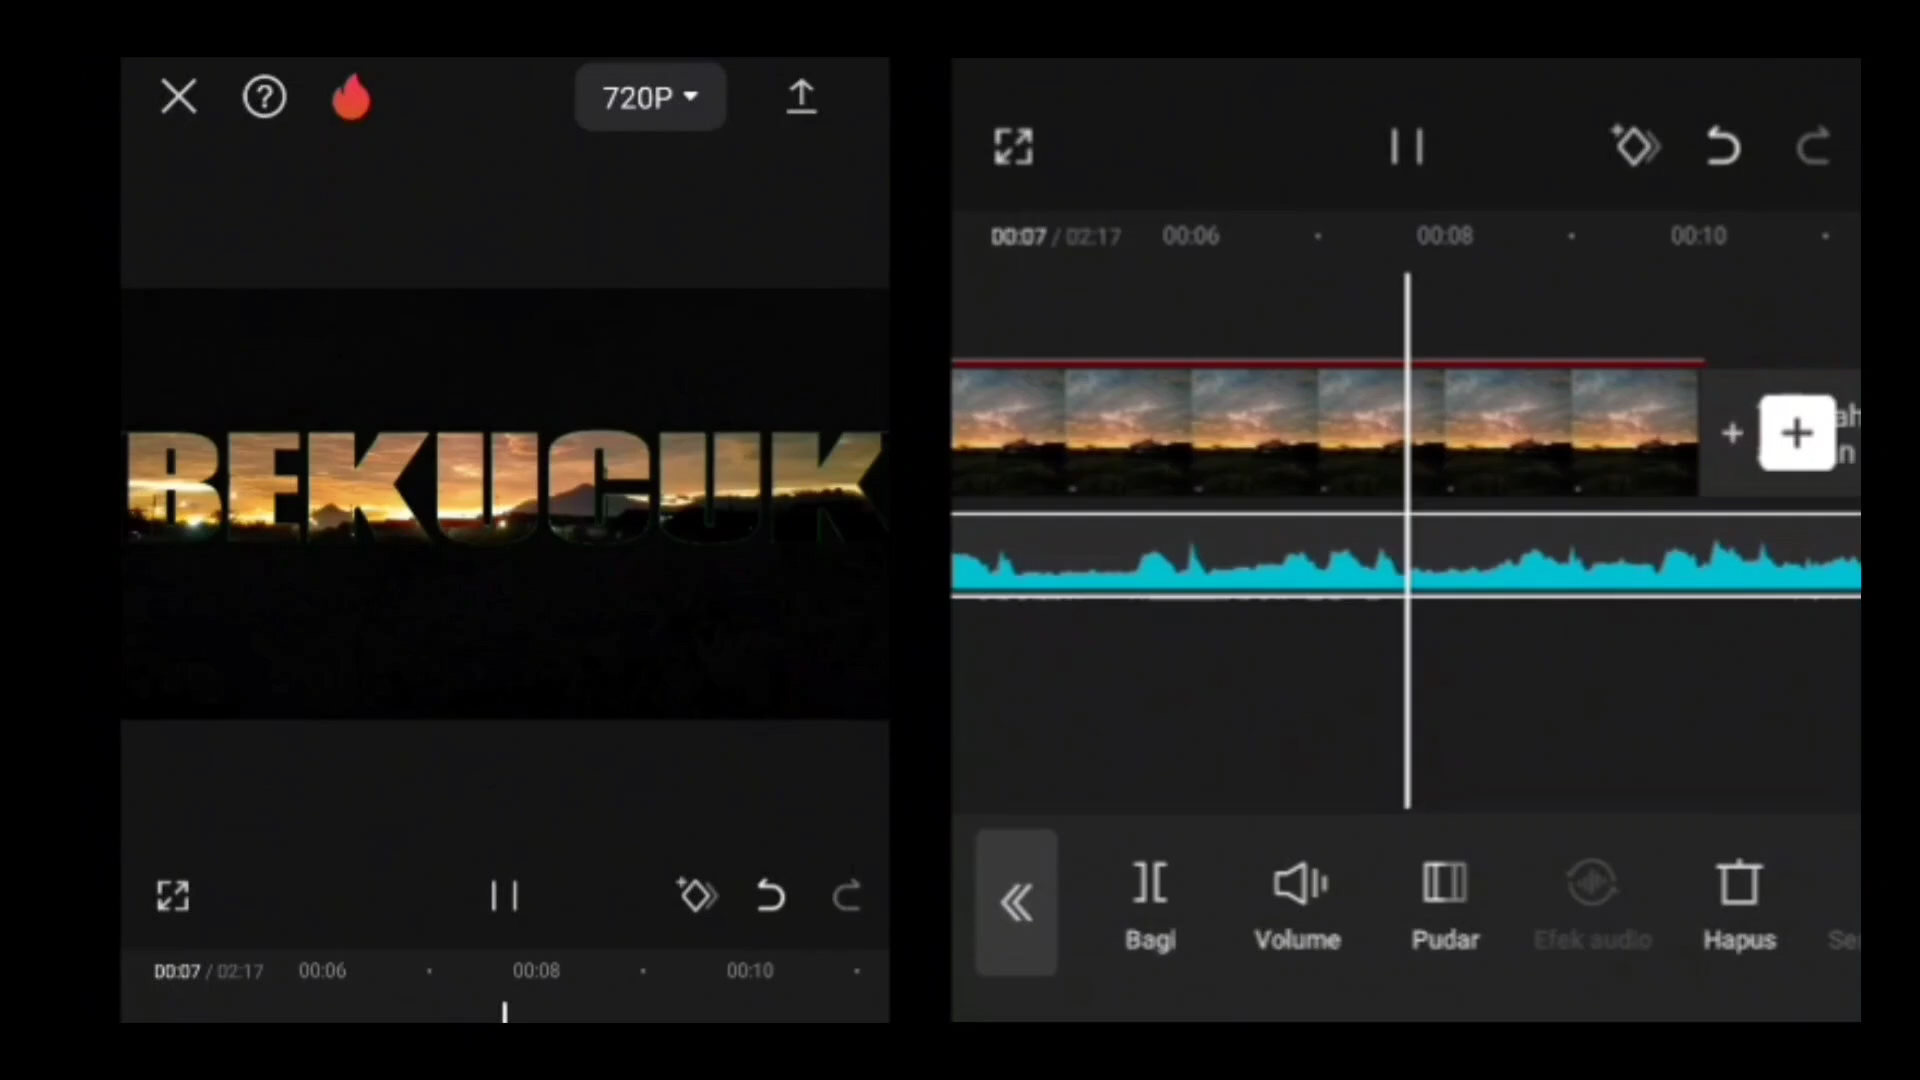 720P
BEKUCUK
00:07 / 02:17 00:06 00:08 00:10
00:07 / 02:17 00:06 00:08 00:10
Bagi Volume Pudar Efek audio Hapus